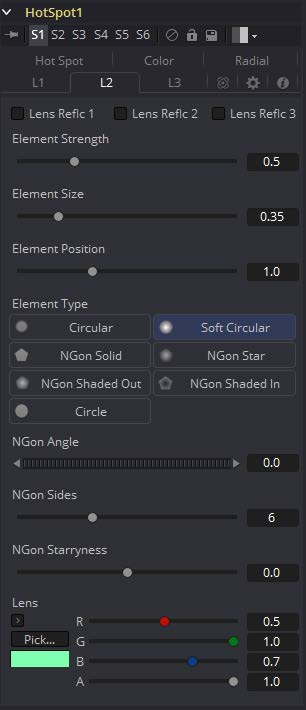 HotSpot1
S1 S2 S3 S4 S5 S6
Hot Spot Color Radial
L1 L2 L3
Lens Reflc 1 Lens Reflc 2 Lens Reflc 3
Element Strength
0.5
Element Size
0.35
Element Position
1.0
Element Type
Circular Soft Circular
NGon Solid NGon Star
NGon Shaded Out NGon Shaded In
Circle
NGon Angle
0.0
NGon Sides
6
NGon Starryness
0.0
Lens
R 0.5
Pick... G 1.0
B 0.7
A 1.0